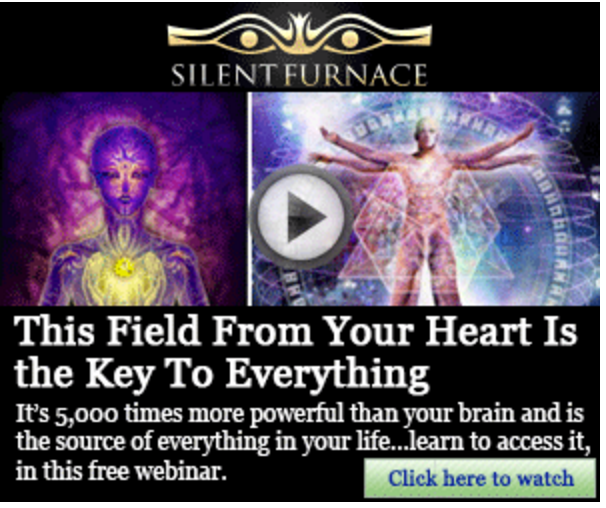 SILENT FURNACE
This Field From Your Heart Is
the Key To Everything
It's 5,000 times more powerful than your brain and is
the source of everything in your life...learn to access it,
in this free webinar.
Click here to watch